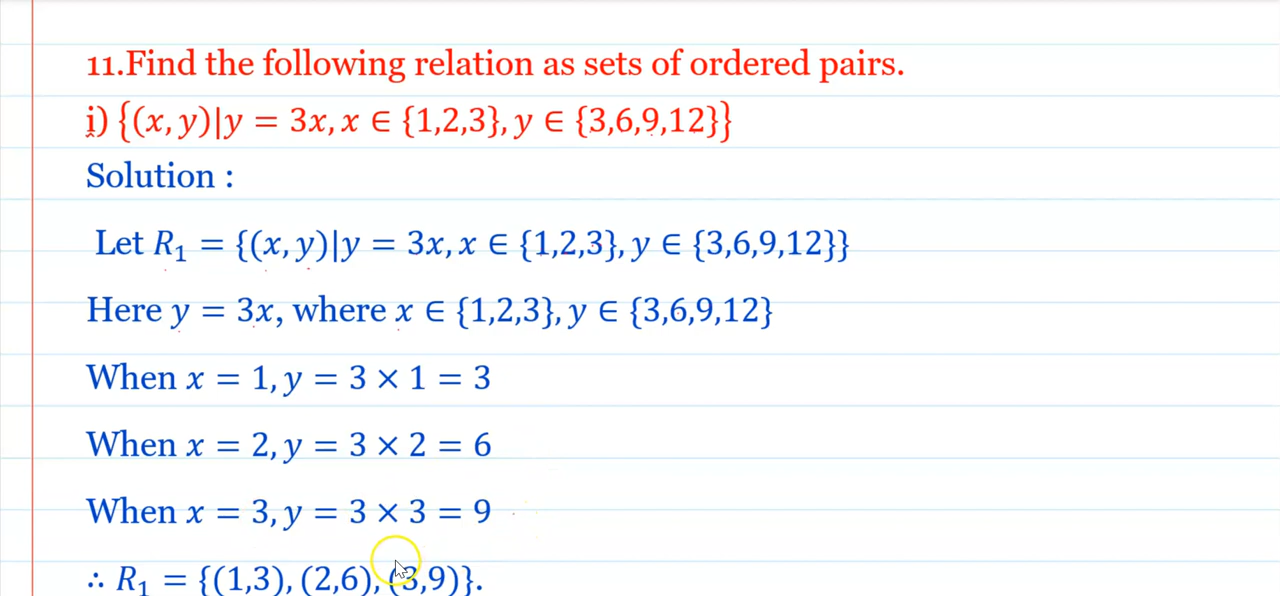 11.Find the following relation as sets of ordered pairs.
i) {(x, y)|y = 3x, x ∈ {1,2,3}, y ∈ {3,6,9,12}}
Solution :
Let R₁ = {(x, y)|y = 3x, x ∈ {1,2,3}, y ∈ {3,6,9,12}}
Here y = 3x, where x ∈ {1,2,3}, y ∈ {3,6,9,12}
When x = 1, y = 3 × 1 = 3
When x = 2, y = 3 × 2 = 6
When x = 3, y = 3 × 3 = 9
∴ R₁ = {(1,3), (2,6), (3,9)}.